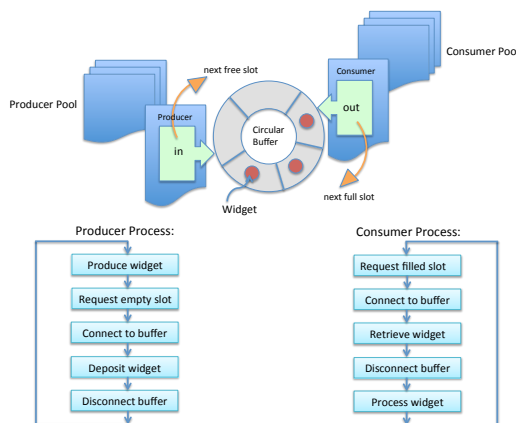 Consumer Poo
next free slot
Consumer
Producer Pool
Producer
out
Circular
Buffer
in
next full slot
Widget
Producer Process:
Produce widget
Request empty slot
Connect to buffer
Deposit widget
Disconnect buffer
Consumer Process:
Request filled slot
Connect to buffer
Retrieve widget
Disconnect buffer
Process widget